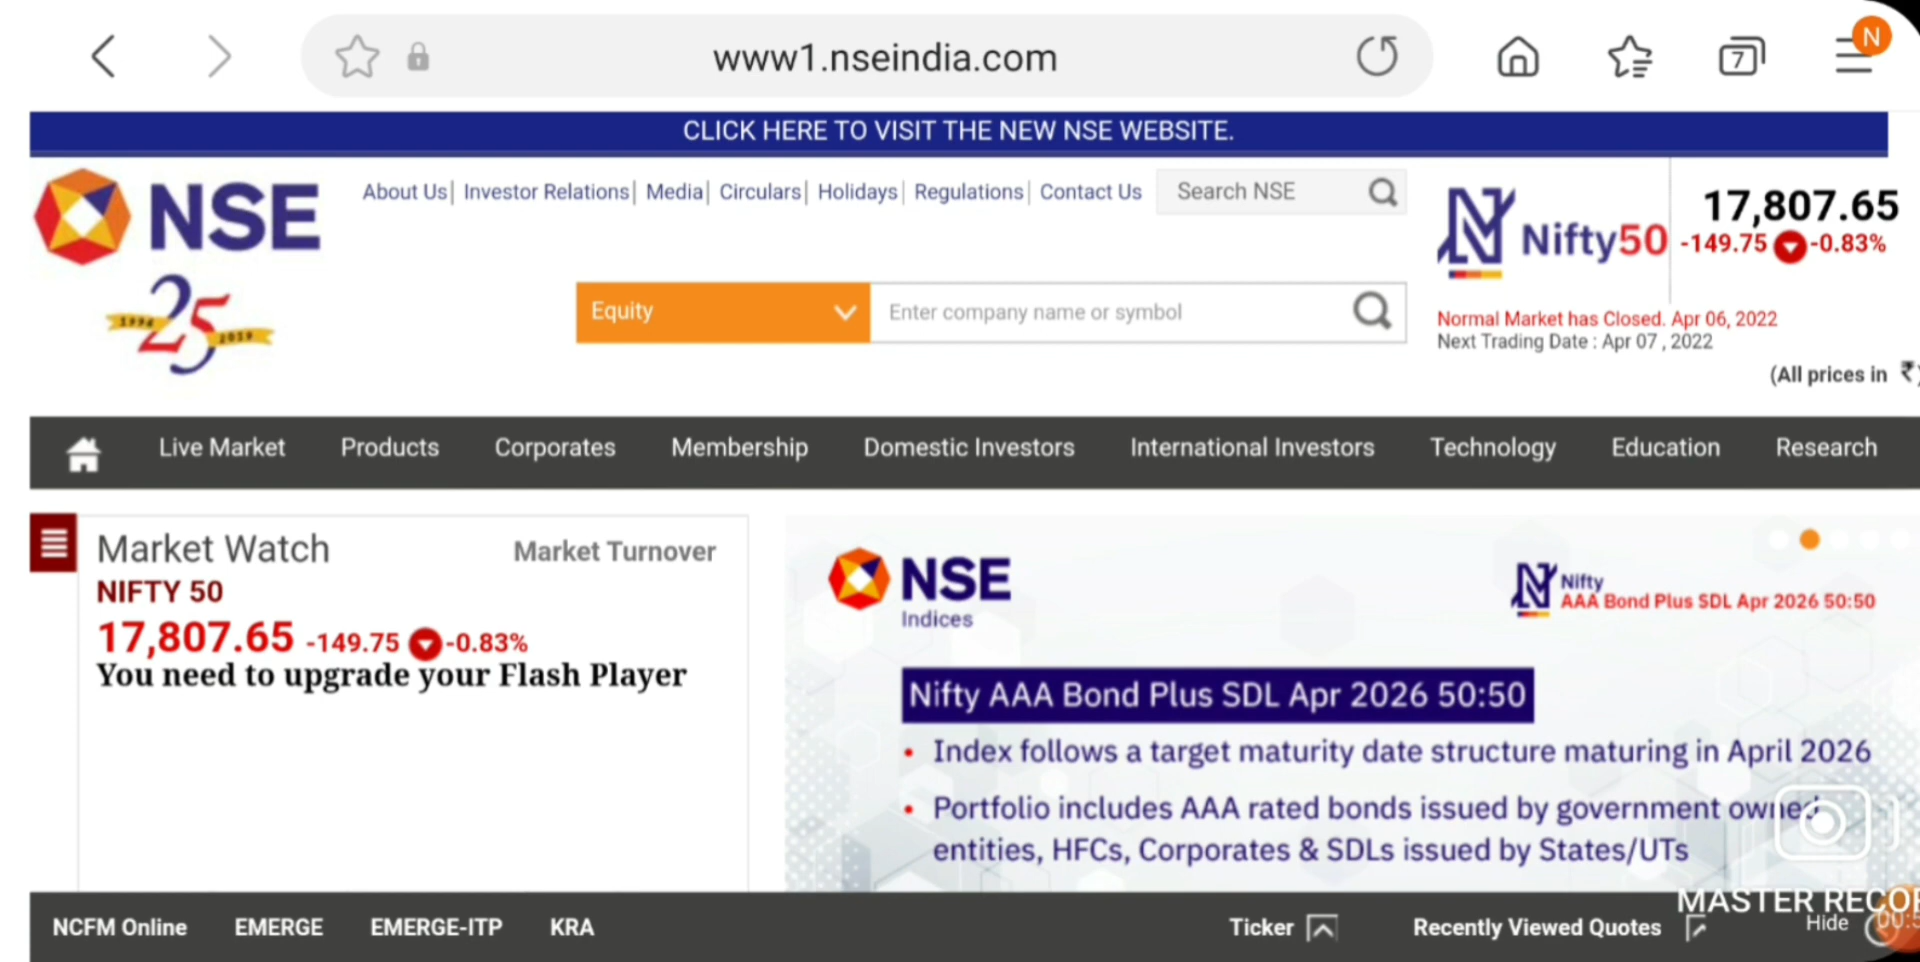 www1.nseindia.com
7
N
CLICK HERE TO VISIT THE NEW NSE WEBSITE.
NSE
About Us| Investor Relations| Media| Circulars| Holidays| Regulations| Contact Us
Search NSE
Nifty50
17,807.65
-149.75 -0.83%
25
1994
2019
Equity
Enter company name or symbol
Normal Market has Closed. Apr 06, 2022
Next Trading Date : Apr 07 , 2022
(All prices in ₹)
Live Market Products Corporates Membership Domestic Investors International Investors Technology Education Research
Market Watch
Market Turnover
NIFTY 50
17,807.65 -149.75 -0.83%
You need to upgrade your Flash Player
NSE
Indices
Nifty
AAA Bond Plus SDL Apr 2026 50:50
Nifty AAA Bond Plus SDL Apr 2026 50:50
• Index follows a target maturity date structure maturing in April 2026
• Portfolio includes AAA rated bonds issued by government owned
entities, HFCs, Corporates & SDLs issued by States/UTs
NCFM Online EMERGE EMERGE-ITP KRA
Ticker
Recently Viewed Quotes
Hide
MASTER RECOR